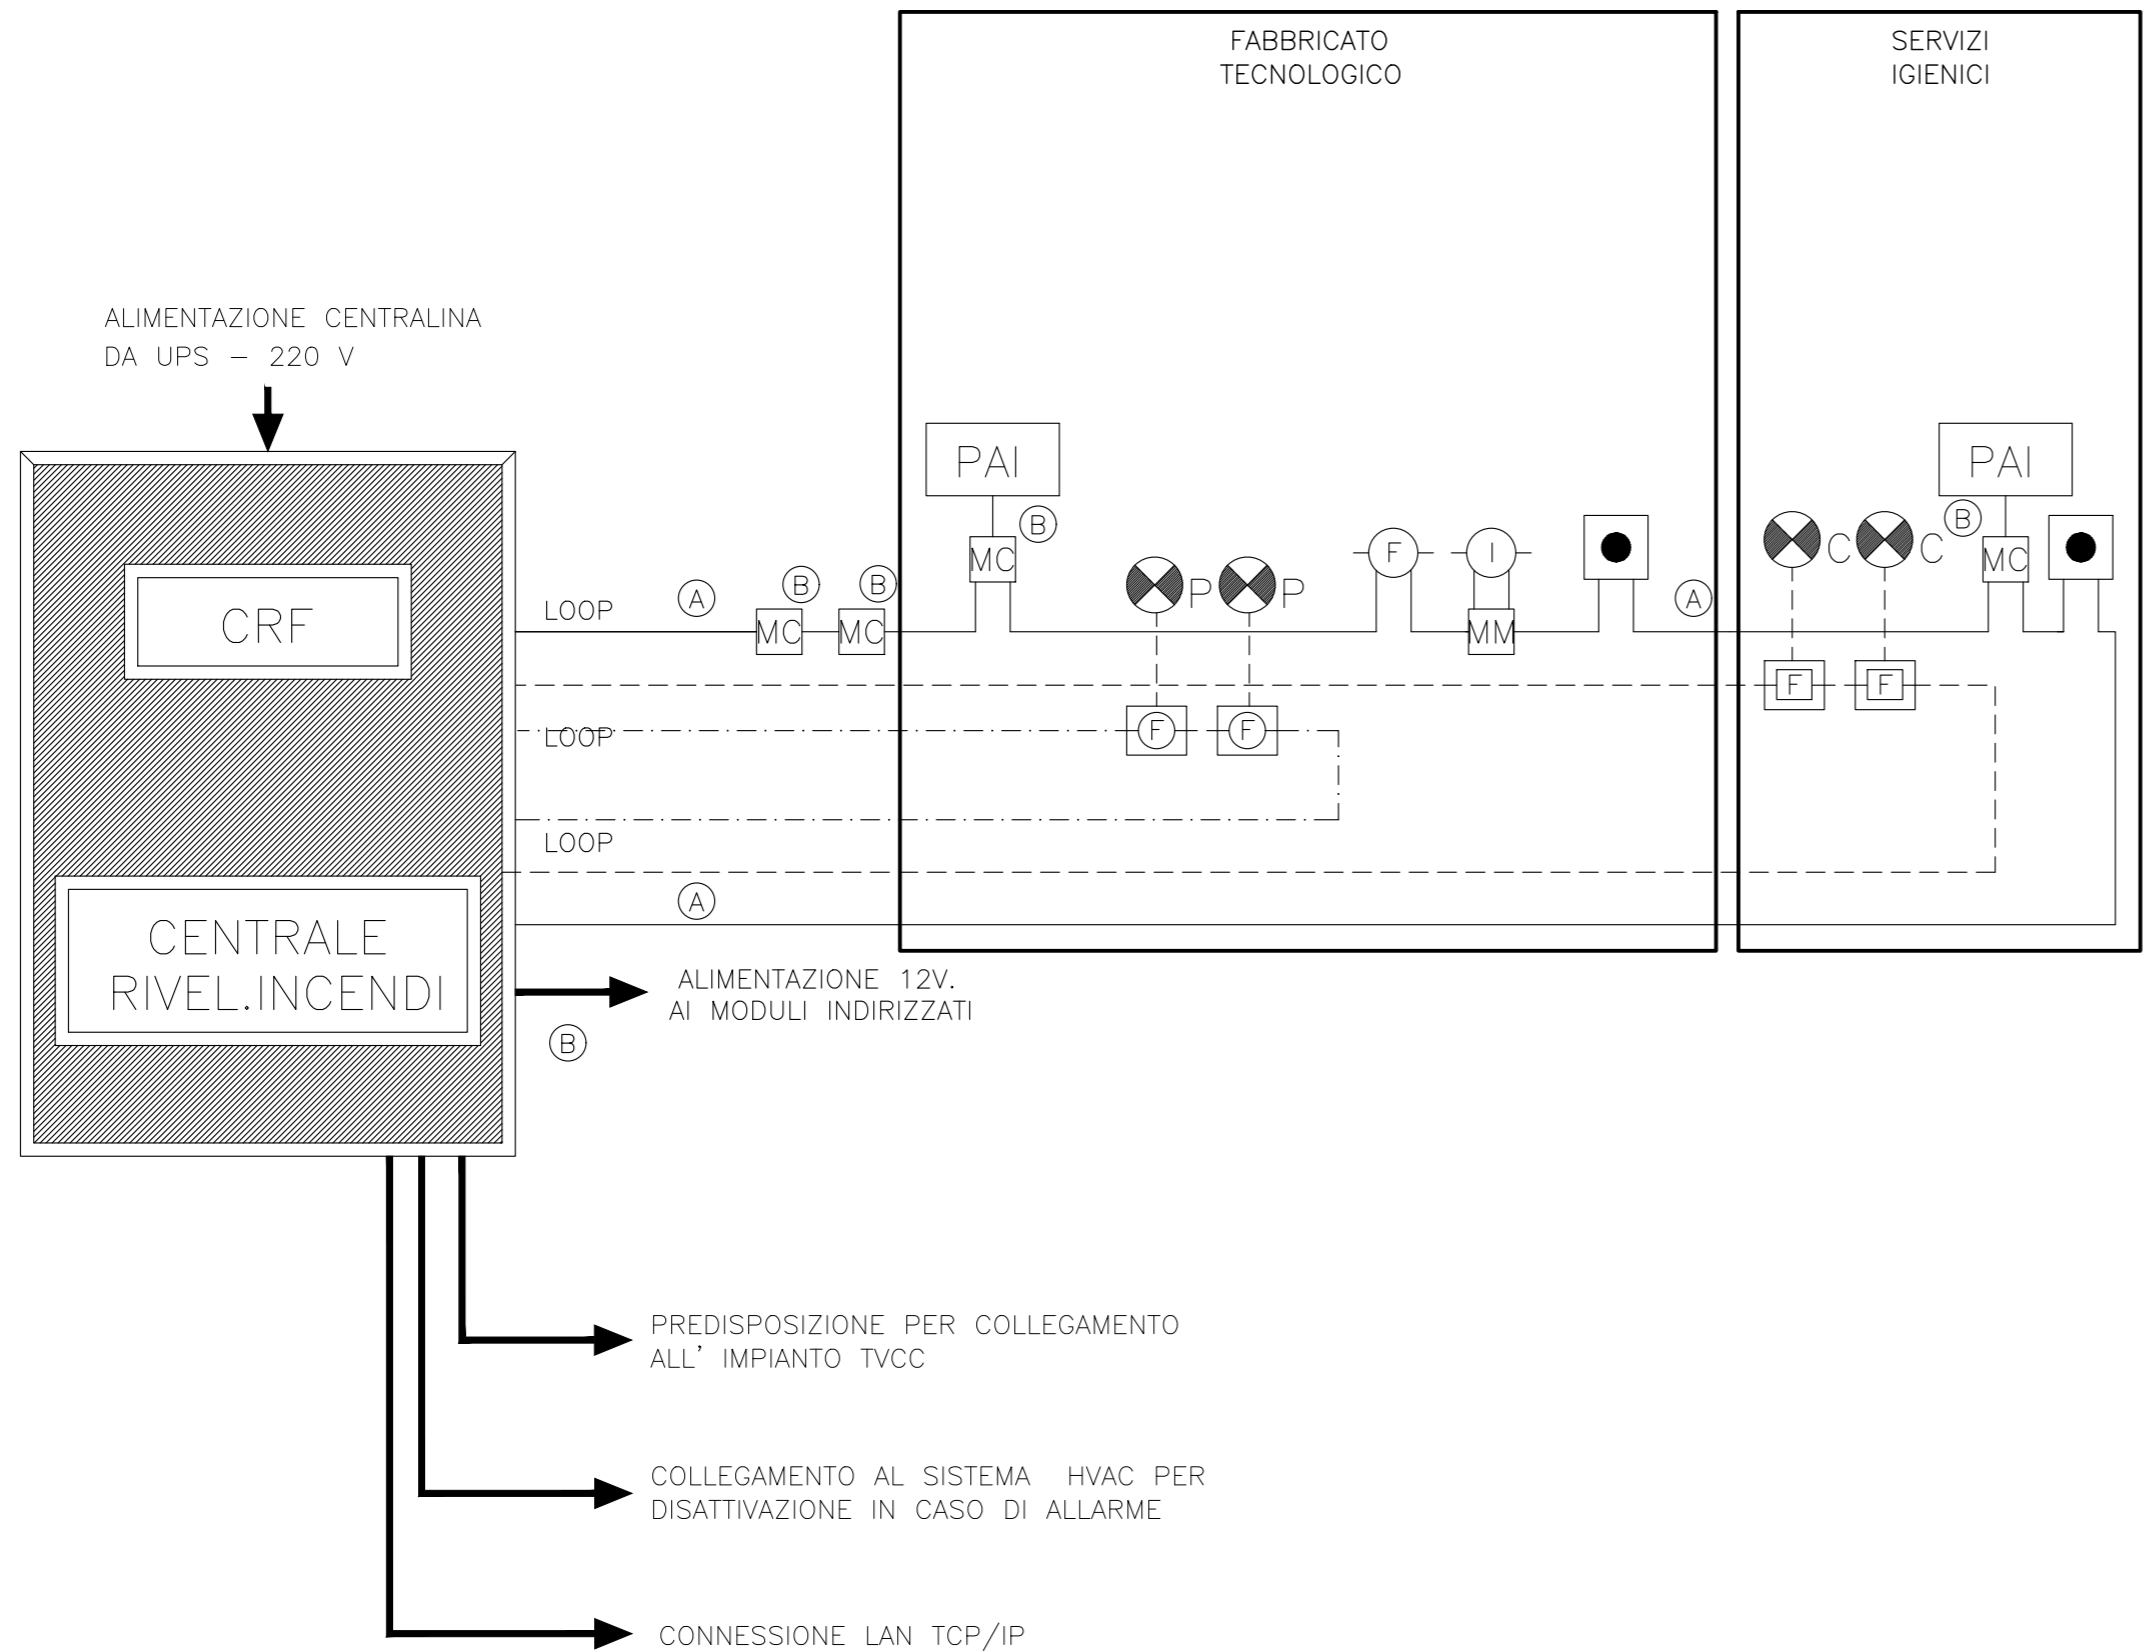 FABBRICATO
TECNOLOGICO
SERVIZI
IGIENICI
ALIMENTAZIONE CENTRALINA
DA UPS – 220 V
CRF
CENTRALE
RIVEL.INCENDI
LOOP
A
B
B
MC
MC
PAI
B
MC
P
P
F
I
MM
A
C
C
PAI
B
MC
F
F
LOOP
F
F
LOOP
A
ALIMENTAZIONE 12V.
AI MODULI INDIRIZZATI
B
PREDISPOSIZIONE PER COLLEGAMENTO
ALL' IMPIANTO TVCC
COLLEGAMENTO AL SISTEMA HVAC PER
DISATTIVAZIONE IN CASO DI ALLARME
CONNESSIONE LAN TCP/IP